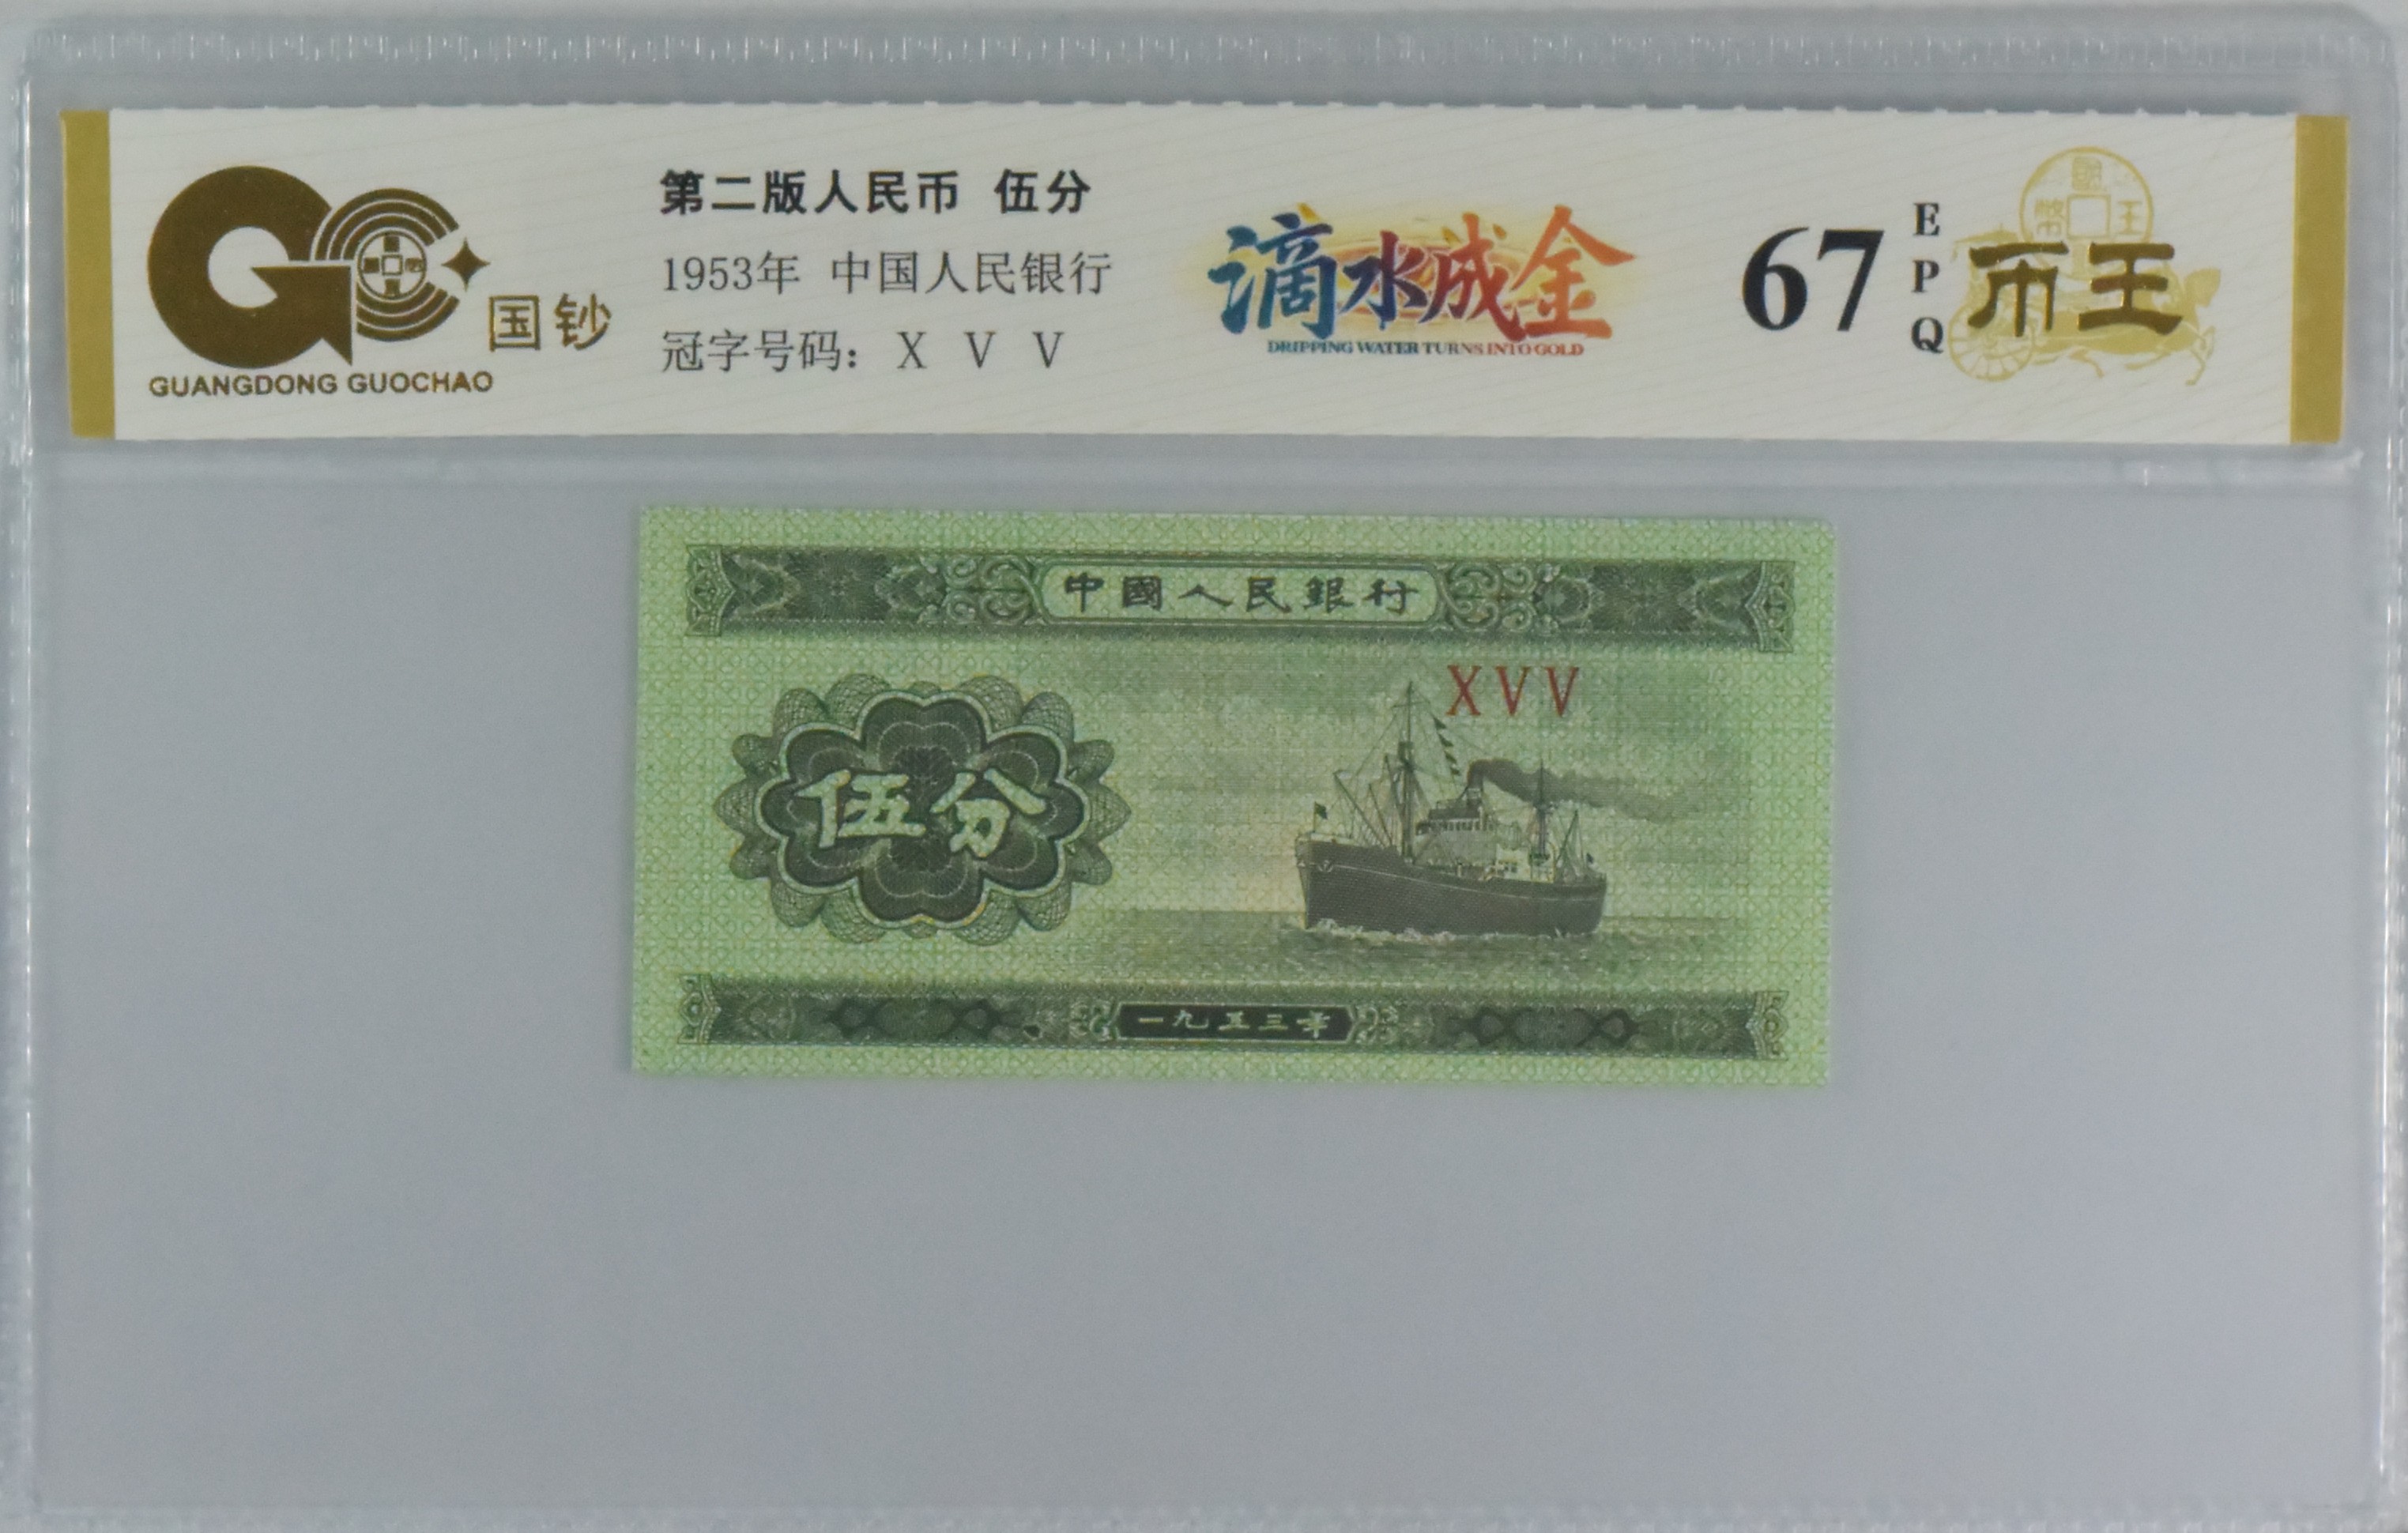 GC
国钞
GUANGDONG GUOCHAO
第二版人民币 伍分
1953年 中国人民银行
冠字号码：X V V
滴水成金
DRIPPING WATER TURNS INTO GOLD
67
E
P
Q
币王
中國人民銀行
XVV
伍分
一九五三年